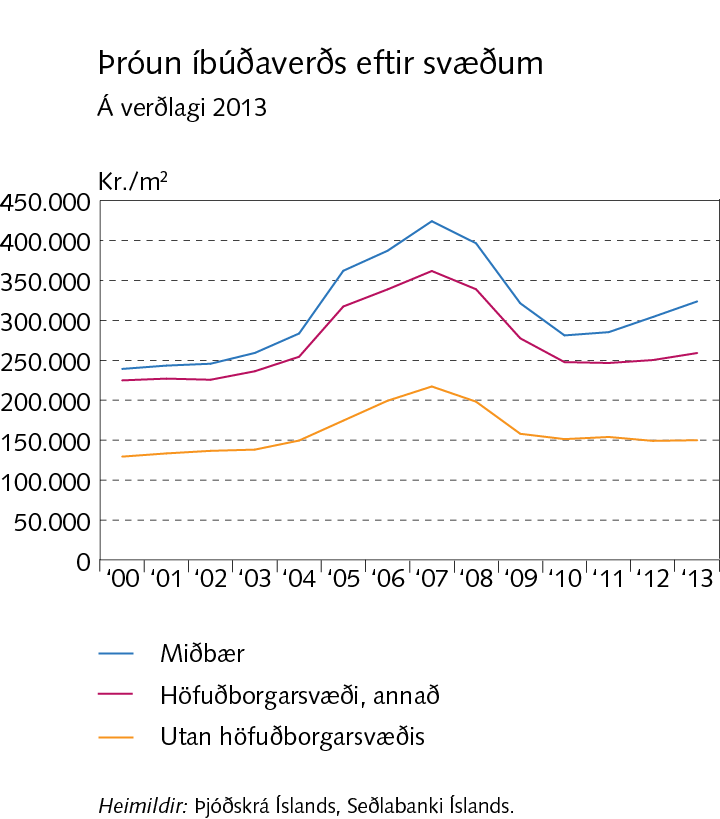 Þróun íbúðaverðs eftir svæðum
Á verðlagi 2013
Kr./m²
450.000
400.000
350.000
300.000
250.000
200.000
150.000
100.000
50.000
0
‘00 ‘01 ‘02 ‘03 ‘04 ‘05 ‘06 ‘07 ‘08 ‘09 ‘10 ‘11 ‘12 ‘13
Miðbær
Höfuðborgarsvæði, annað
Utan höfuðborgarsvæðis
Heimildir: Þjóðskrá Íslands, Seðlabanki Íslands.